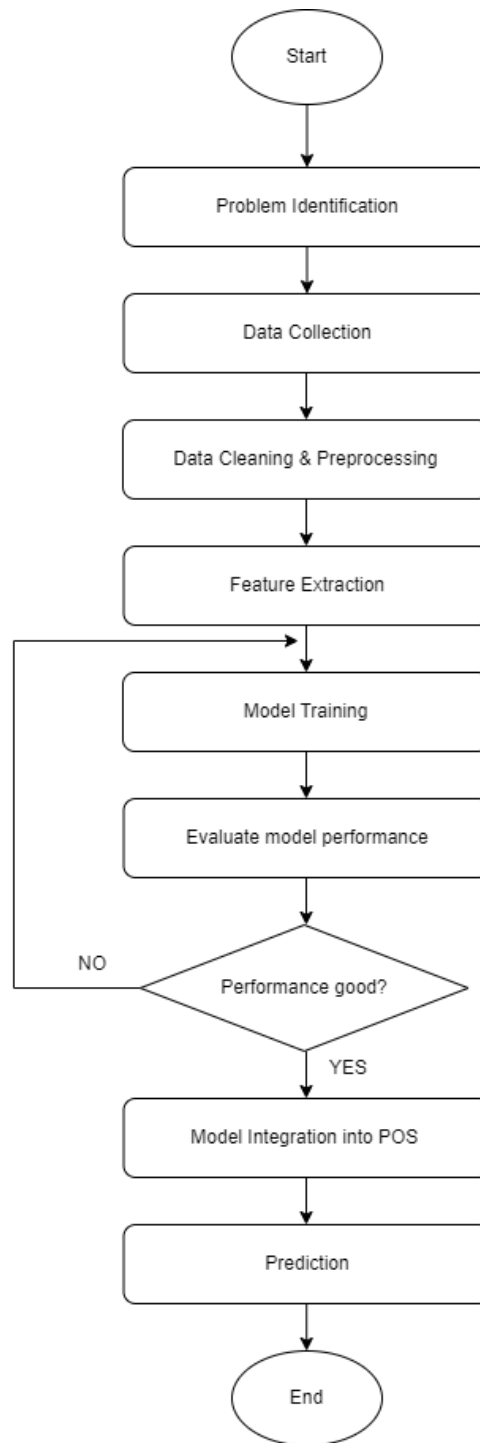 Start
Problem Identification
Data Collection
Data Cleaning & Preprocessing
Feature Extraction
Model Training
Evaluate model performance
NO
Performance good?
YES
Model Integration into POS
Prediction
End